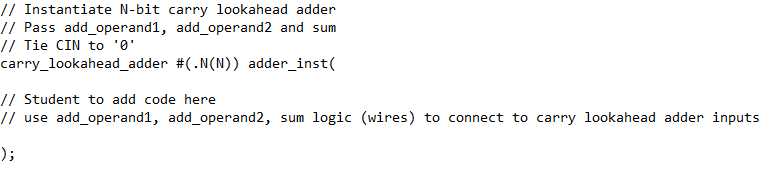 // Instantiate N-bit carry lookahead adder
// Pass add_operand1, add_operand2 and sum
// Tie CIN to '0'
carry_lookahead_adder #(.N(N)) adder_inst(
// Student to add code here
// use add_operand1, add_operand2, sum logic (wires) to connect to carry lookahead adder inputs
);